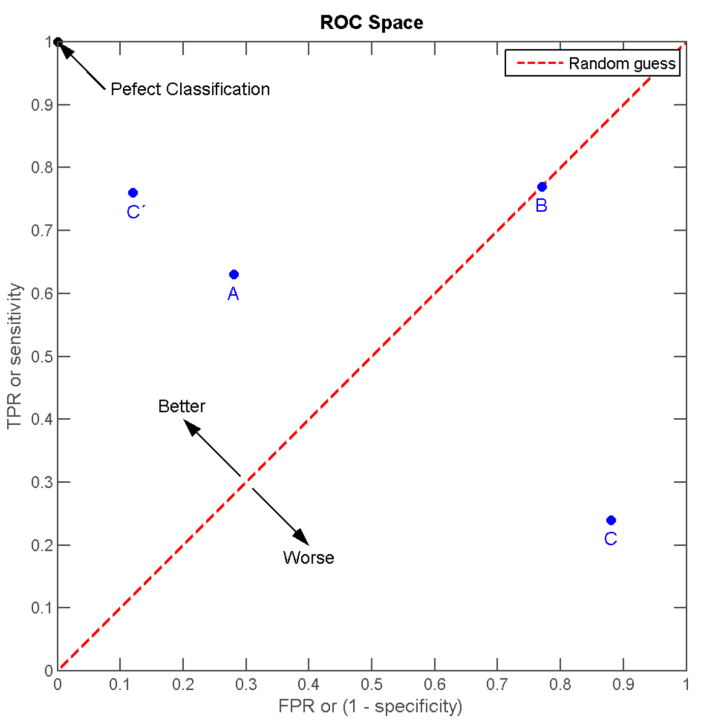 ROC Space
1
Random guess
Pefect Classification
0.9
0.8
C´
B
0.7
A
0.6
TPR or sensitivity
0.5
0.4
Better
0.3
C
0.2
Worse
0.1
0
0 0.1 0.2 0.3 0.4 0.5 0.6 0.7 0.8 0.9 1
FPR or (1 - specificity)